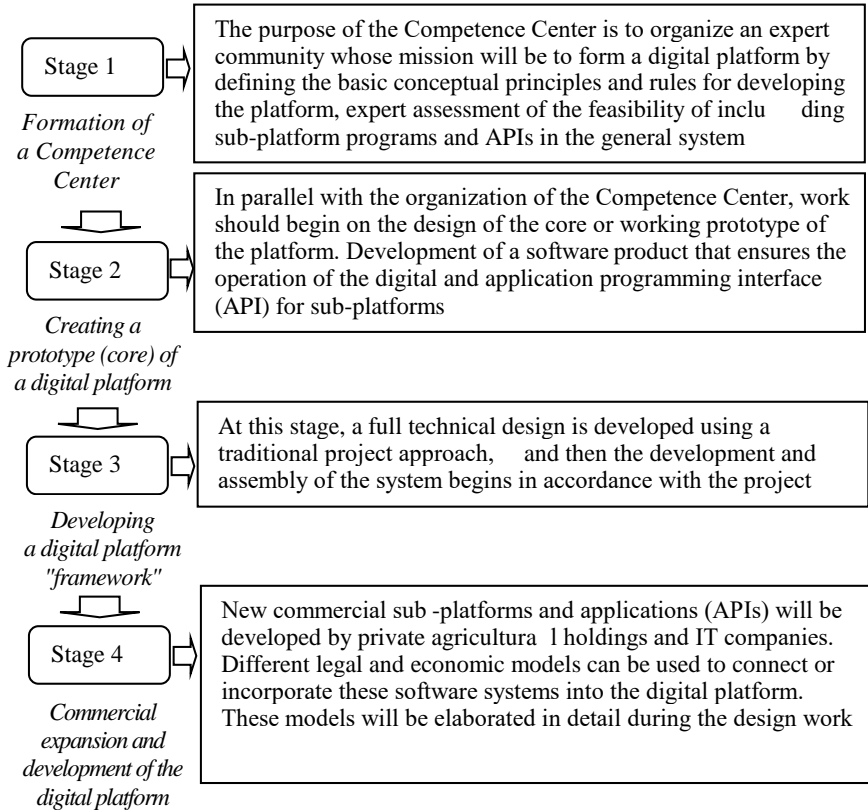 Stage 1
Formation of
a Competence
Center
The purpose of the Competence Center is to organize an expert
community whose mission will be to form a digital platform by
defining the basic conceptual principles and rules for developing
the platform, expert assessment of the feasibility of inclu ding
sub-platform programs and APIs in the general system
Stage 2
Creating a
prototype (core) of
a digital platform
In parallel with the organization of the Competence Center, work
should begin on the design of the core or working prototype of
the platform. Development of a software product that ensures the
operation of the digital and application programming interface
(API) for sub-platforms
Stage 3
Developing
a digital platform
"framework"
At this stage, a full technical design is developed using a
traditional project approach, and then the development and
assembly of the system begins in accordance with the project
Stage 4
Commercial
expansion and
development of the
digital platform
New commercial sub -platforms and applications (APIs) will be
developed by private agricultura l holdings and IT companies.
Different legal and economic models can be used to connect or
incorporate these software systems into the digital platform.
These models will be elaborated in detail during the design work